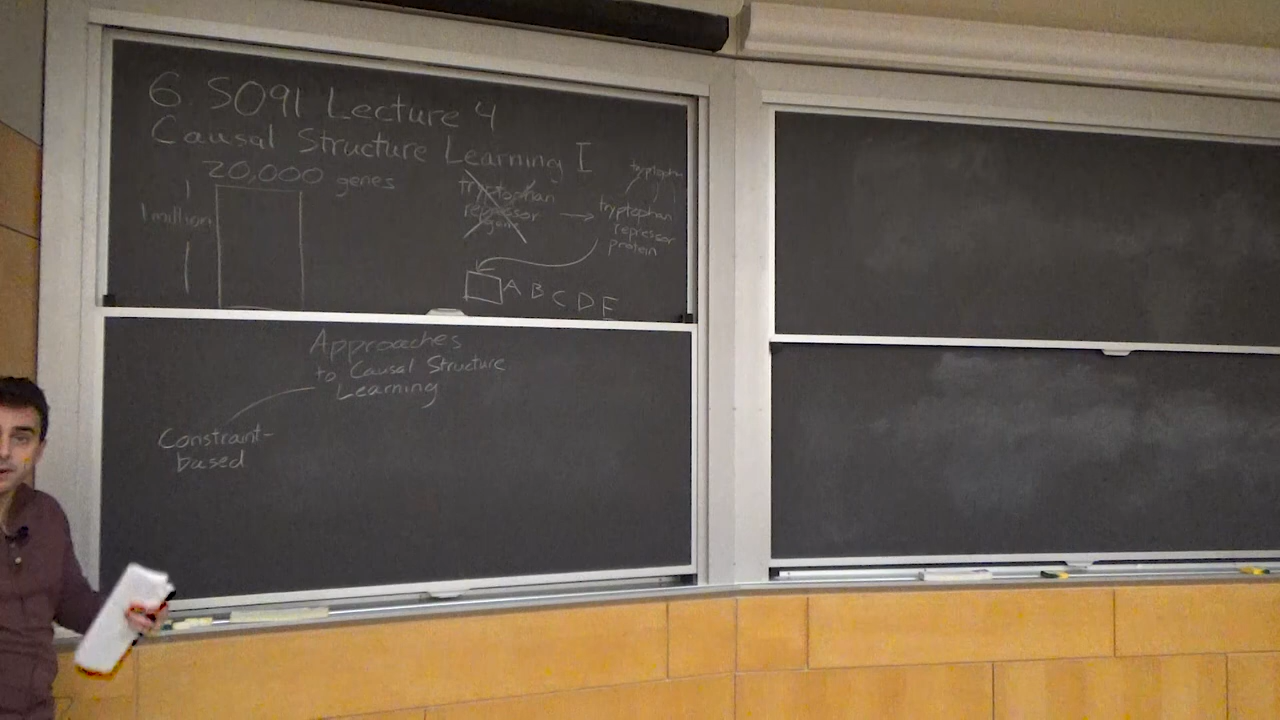 6.S091 Lecture 4
Causal Structure Learning I
20,000 genes
1 million
tryptophan
repressor
gene
tryptophan
tryptophan
repressor
protein
A B C D E
Approaches
to Causal Structure
Learning
Constraint-
based